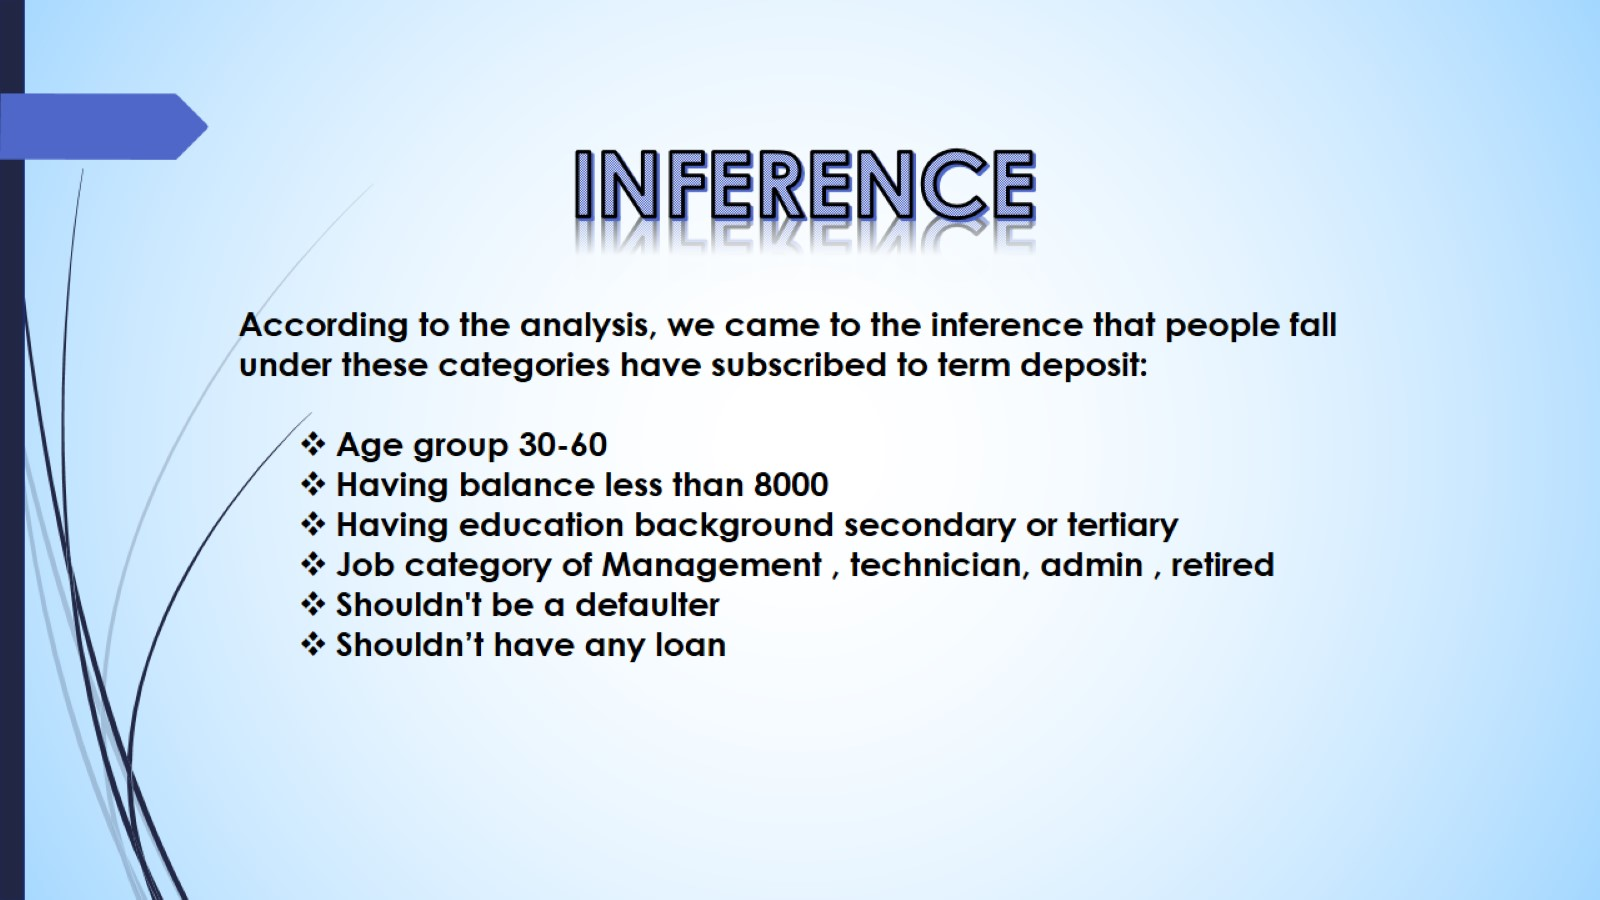 INFERENCE
According to the analysis, we came to the inference that people fall
under these categories have subscribed to term deposit:
❖ Age group 30-60
❖ Having balance less than 8000
❖ Having education background secondary or tertiary
❖ Job category of Management , technician, admin , retired
❖ Shouldn't be a defaulter
❖ Shouldn’t have any loan